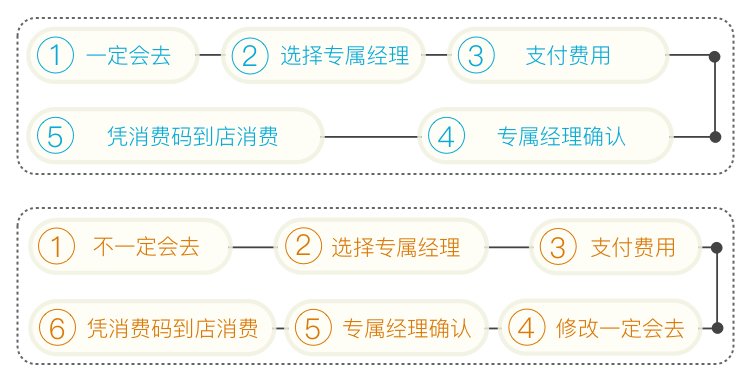 1 一定会去 2 选择专属经理 3 支付费用
5 凭消费码到店消费 4 专属经理确认
1 不一定会去 2 选择专属经理 3 支付费用
6 凭消费码到店消费 5 专属经理确认 4 修改一定会去